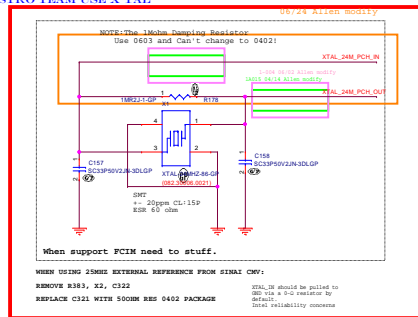 06/24 Allen modify
NOTE:The 1Mohm Damping Resistor
Use 0603 and Can't change to 0402!
XTAL_24M_PCH_IN
XTAL_24M_PCH_OUT
1
2
1MR2J-1-GP
R178
X1
4
1
3
2
C157
SC33P50V2JN-3DLGP
C158
SC33P50V2JN-3DLGP
SMT
+- 20ppm CL:15P
ESR 60 ohm
When support FCIM need to stuff.
WHEN USING 25MHZ EXTERNAL REFERENCE FROM SINAI CMV:
REMOVE R383, X2, C322
REPLACE C321 WITH 50OHM RES 0402 PACKAGE
XTAL_IN should be pulled to
GND via a 0-Ω resistor by
default.
Intel reliability concerns